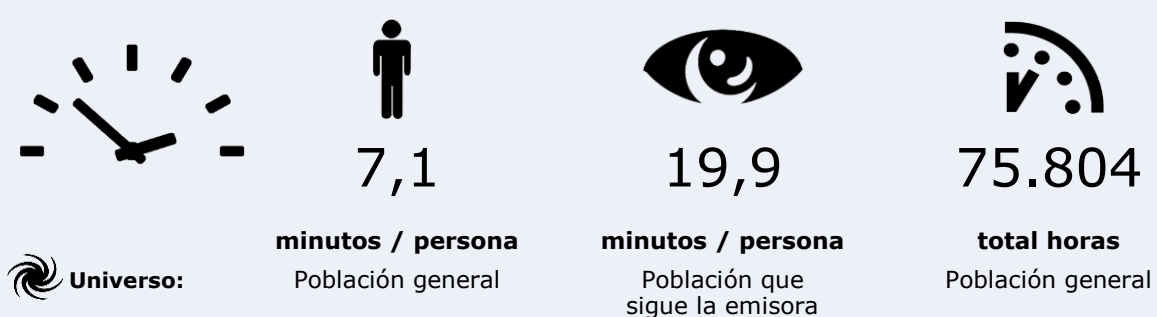 7,1
19,9
75.804
minutos / persona
minutos / persona
total horas
Universo:
Población general
Población que
sigue la emisora
Población general